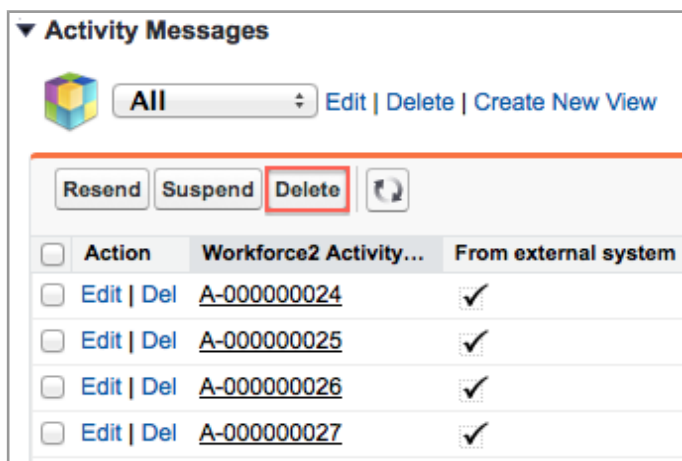 Activity Messages
All Edit | Delete | Create New View
Resend Suspend Delete
Action Workforce2 Activity... From external system
Edit | Del A-000000024
Edit | Del A-000000025
Edit | Del A-000000026
Edit | Del A-000000027